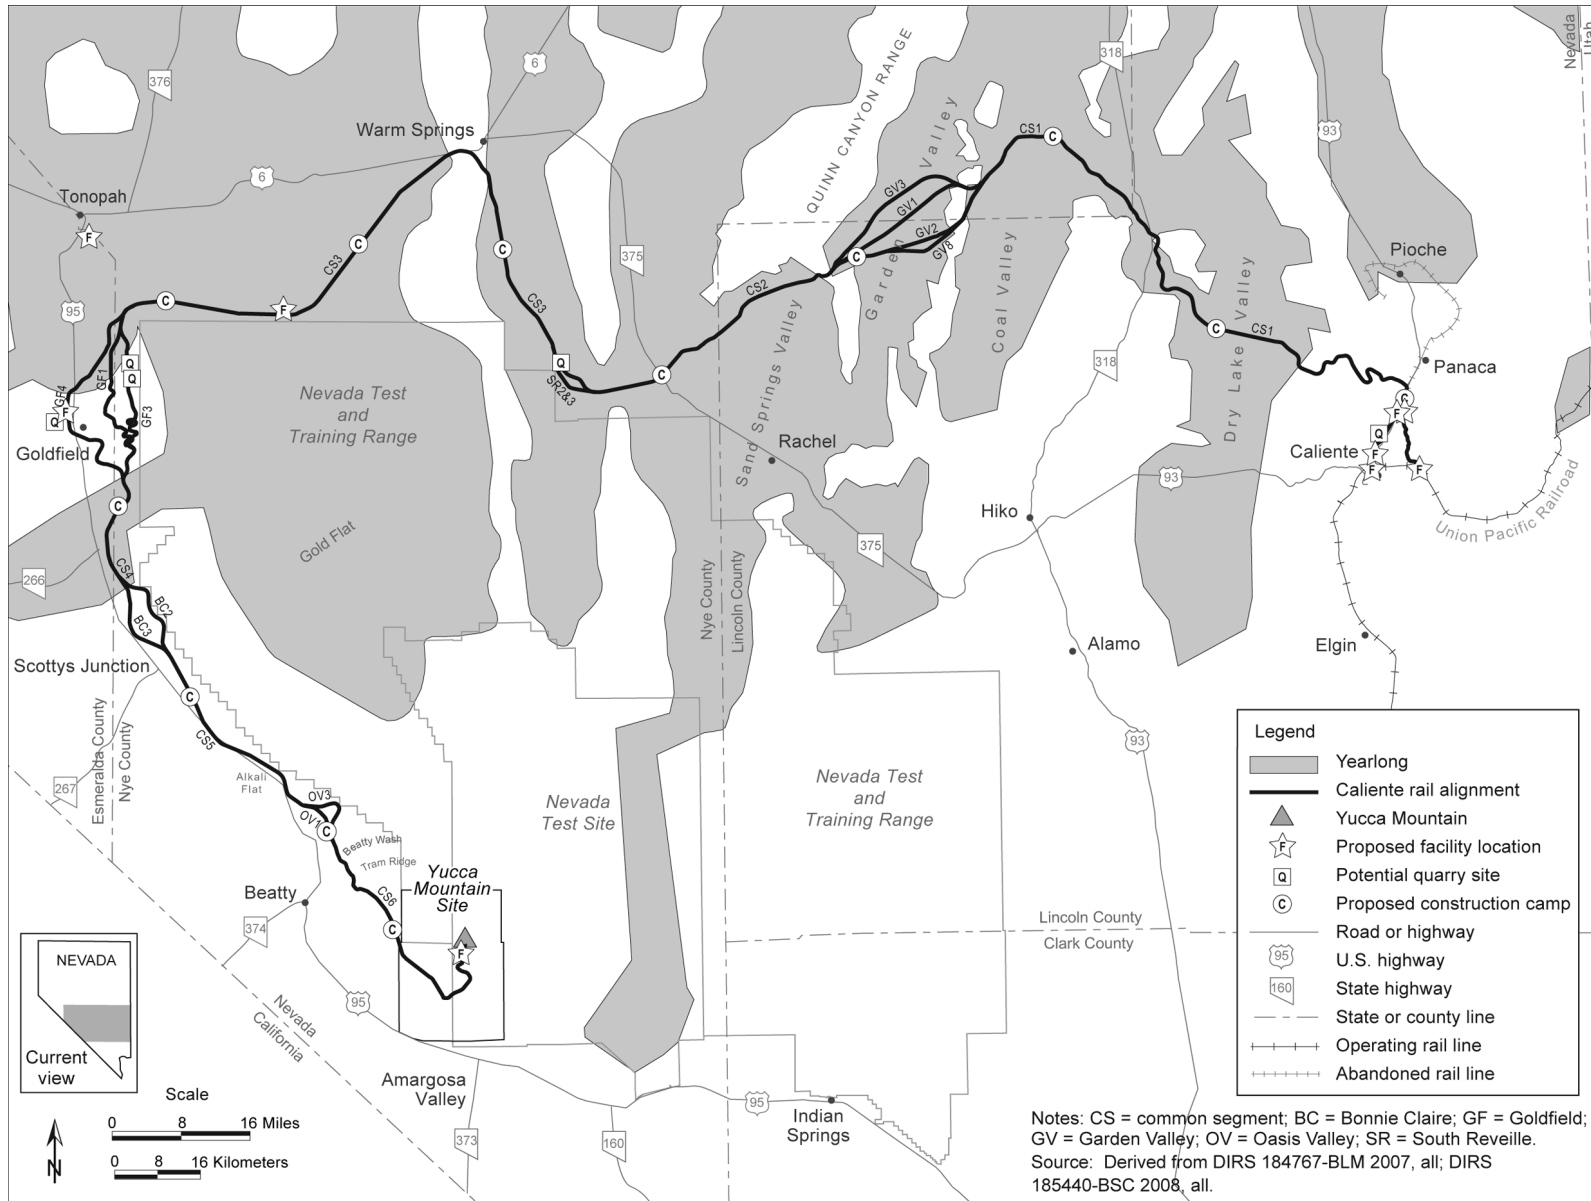 Nevada
Utah
376
6
318
93
QUINN CANYON RANGE
Warm Springs
CS1
C
Garden Valley
6
Tonopah
F
GV3
GV1
GV2
GV8
C
C
C
CS3
375
Coal Valley
Dry Lake Valley
Pioche
CS2
C
F
95
CS3
Sand Springs Valley
C
CS1
318
Q
Q
Q
C
SR2&3
Panaca
GF4
GF1
GF3
F
Q
Nevada Test
and
Training Range
C
F
Q
Goldfield
Rachel
Caliente
F
F
F
93
C
Hiko
Union Pacific Railroad
Gold Flat
375
266
CS4
Nye County
Lincoln County
BC2
BC3
Scottys Junction
Alamo
Elgin
C
Esmeralda County
Nye County
CS5
93
267
Alkali
Flat
OV3
OV1
C
Nevada
Test Site
Nevada Test
and
Training Range
Beatty Wash
Tram Ridge
Yucca
Mountain
Site
CS6
Beatty
374
C
F
Lincoln County
Clark County
95
Nevada
California
Amargosa
Valley
95
Indian
Springs
373
160
Legend
Yearlong
Caliente rail alignment
Yucca Mountain
F Proposed facility location
Q Potential quarry site
C Proposed construction camp
Road or highway
95 U.S. highway
160 State highway
State or county line
Operating rail line
Abandoned rail line
NEVADA
Current
view
Scale
0 8 16 Miles
0 8 16 Kilometers
N
Notes: CS = common segment; BC = Bonnie Claire; GF = Goldfield;
GV = Garden Valley; OV = Oasis Valley; SR = South Reveille.
Source: Derived from DIRS 184767-BLM 2007, all; DIRS
185440-BSC 2008, all.